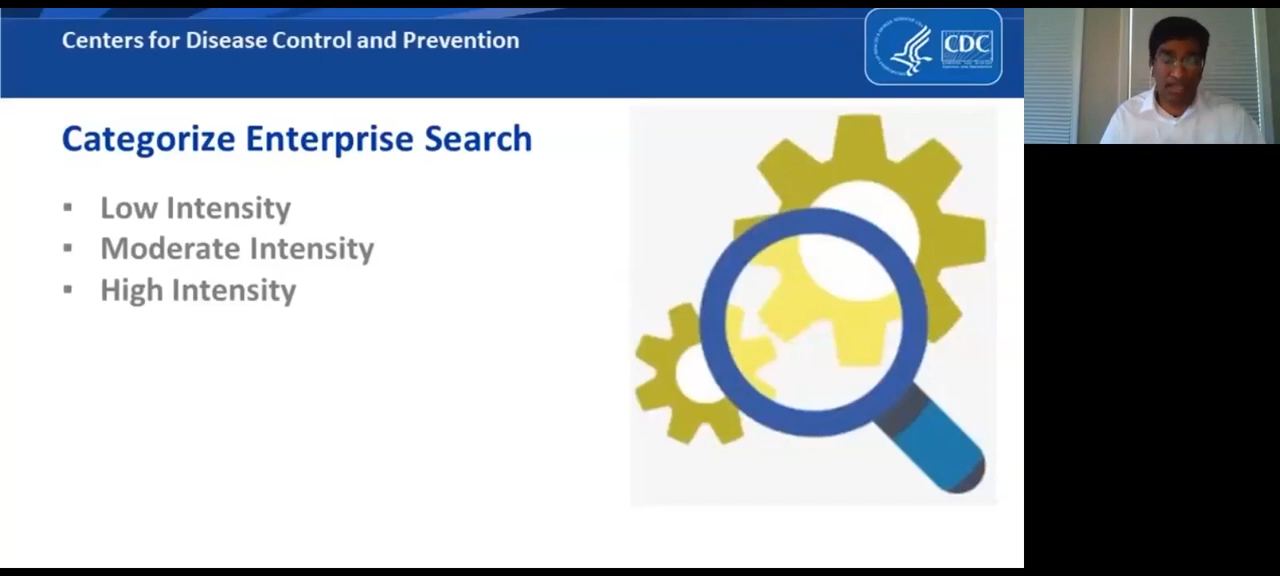 Centers for Disease Control and Prevention
CDC
Categorize Enterprise Search
▪ Low Intensity
▪ Moderate Intensity
▪ High Intensity